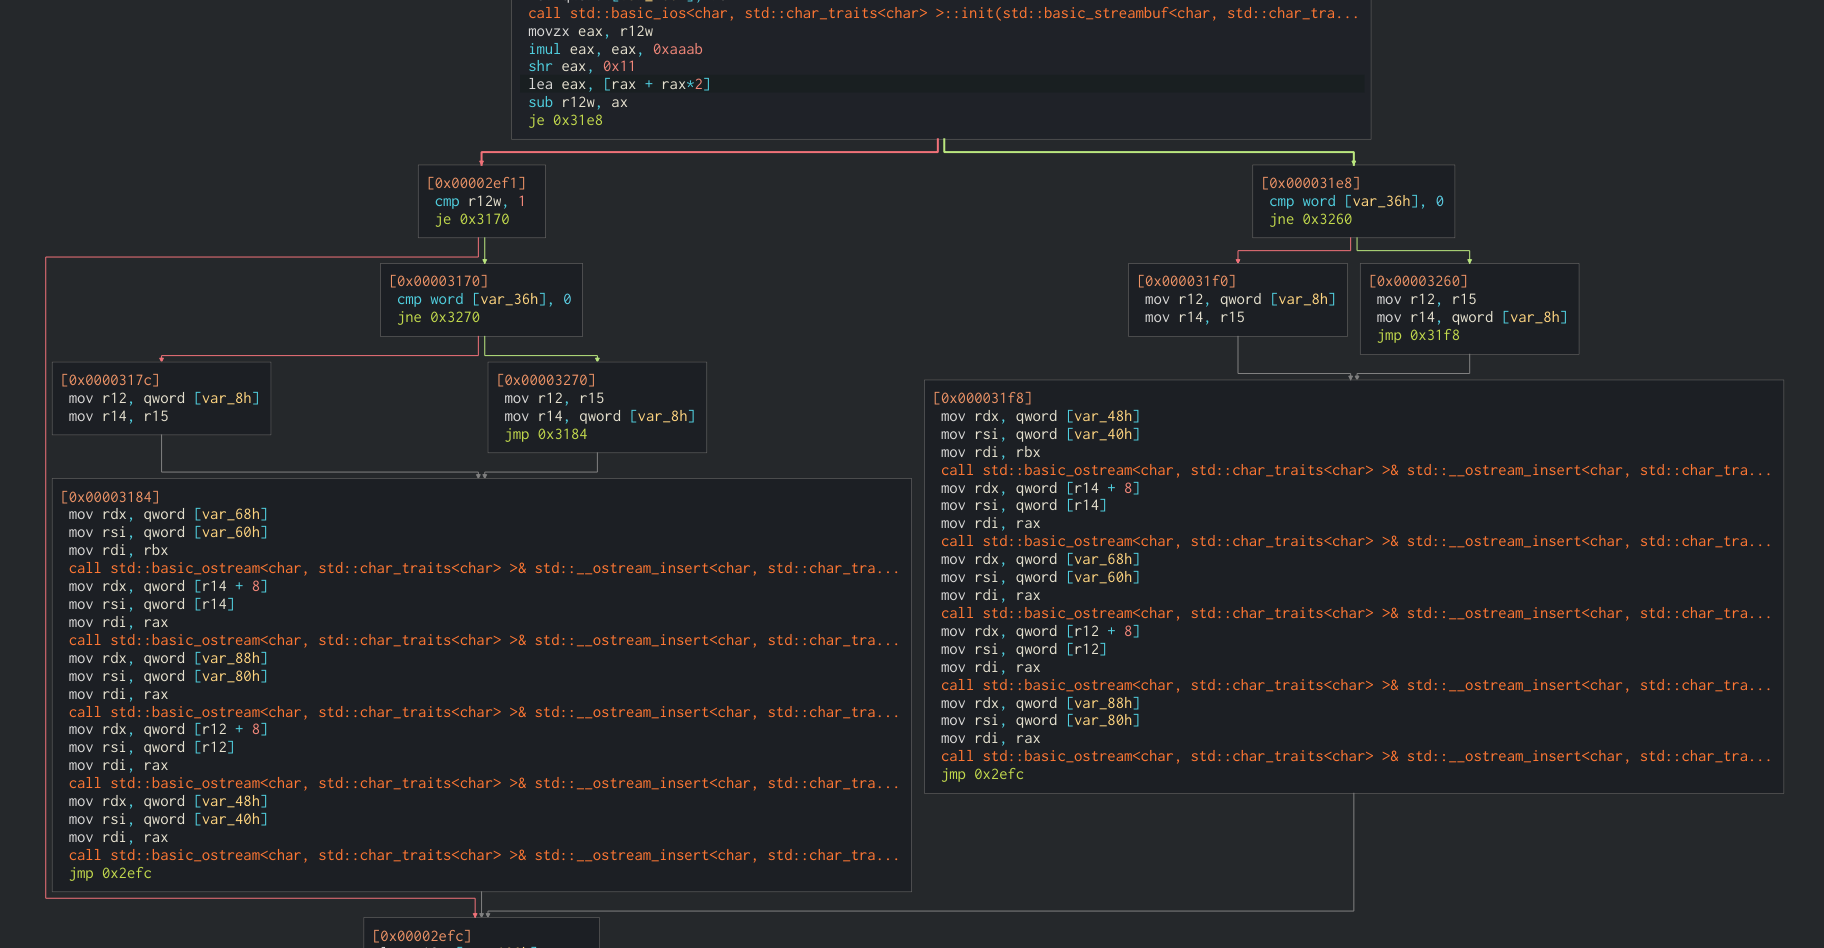 call std::basic_ios<char, std::char_traits<char> >::init(std::basic_streambuf<char, std::char_tra...
movzx eax, r12w
imul eax, eax, 0xaaab
shr eax, 0x11
lea eax, [rax + rax*2]
sub r12w, ax
je 0x31e8
[0x00002ef1]
cmp r12w, 1
je 0x3170
[0x000031e8]
cmp word [var_36h], 0
jne 0x3260
[0x00003170]
cmp word [var_36h], 0
jne 0x3270
[0x000031f0]
mov r12, qword [var_8h]
mov r14, r15
[0x00003260]
mov r12, r15
mov r14, qword [var_8h]
jmp 0x31f8
[0x0000317c]
mov r12, qword [var_8h]
mov r14, r15
[0x00003270]
mov r12, r15
mov r14, qword [var_8h]
jmp 0x3184
[0x000031f8]
mov rdx, qword [var_48h]
mov rsi, qword [var_40h]
mov rdi, rbx
call std::basic_ostream<char, std::char_traits<char> >& std::__ostream_insert<char, std::char_tra...
mov rdx, qword [r14 + 8]
mov rsi, qword [r14]
mov rdi, rax
call std::basic_ostream<char, std::char_traits<char> >& std::__ostream_insert<char, std::char_tra...
mov rdx, qword [var_68h]
mov rsi, qword [var_60h]
mov rdi, rax
call std::basic_ostream<char, std::char_traits<char> >& std::__ostream_insert<char, std::char_tra...
mov rdx, qword [r12 + 8]
mov rsi, qword [r12]
mov rdi, rax
call std::basic_ostream<char, std::char_traits<char> >& std::__ostream_insert<char, std::char_tra...
mov rdx, qword [var_88h]
mov rsi, qword [var_80h]
mov rdi, rax
call std::basic_ostream<char, std::char_traits<char> >& std::__ostream_insert<char, std::char_tra...
jmp 0x2efc
[0x00003184]
mov rdx, qword [var_68h]
mov rsi, qword [var_60h]
mov rdi, rbx
call std::basic_ostream<char, std::char_traits<char> >& std::__ostream_insert<char, std::char_tra...
mov rdx, qword [r14 + 8]
mov rsi, qword [r14]
mov rdi, rax
call std::basic_ostream<char, std::char_traits<char> >& std::__ostream_insert<char, std::char_tra...
mov rdx, qword [var_88h]
mov rsi, qword [var_80h]
mov rdi, rax
call std::basic_ostream<char, std::char_traits<char> >& std::__ostream_insert<char, std::char_tra...
mov rdx, qword [r12 + 8]
mov rsi, qword [r12]
mov rdi, rax
call std::basic_ostream<char, std::char_traits<char> >& std::__ostream_insert<char, std::char_tra...
mov rdx, qword [var_48h]
mov rsi, qword [var_40h]
mov rdi, rax
call std::basic_ostream<char, std::char_traits<char> >& std::__ostream_insert<char, std::char_tra...
jmp 0x2efc
[0x00002efc]